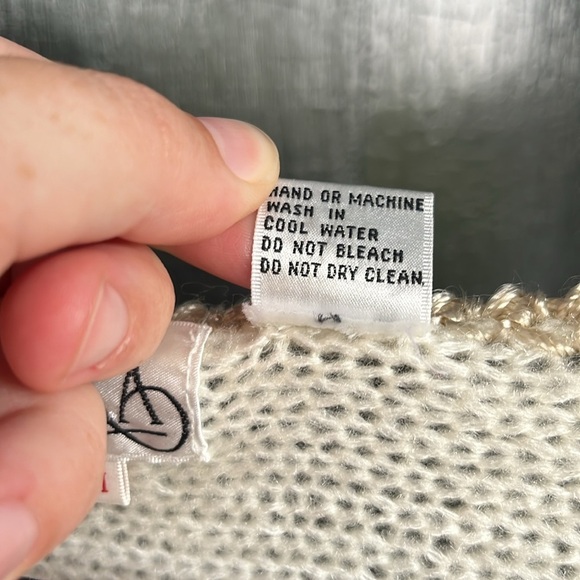 HAND OR MACHINE
WASH IN
COOL WATER
DO NOT BLEACH
DO NOT DRY CLEAN